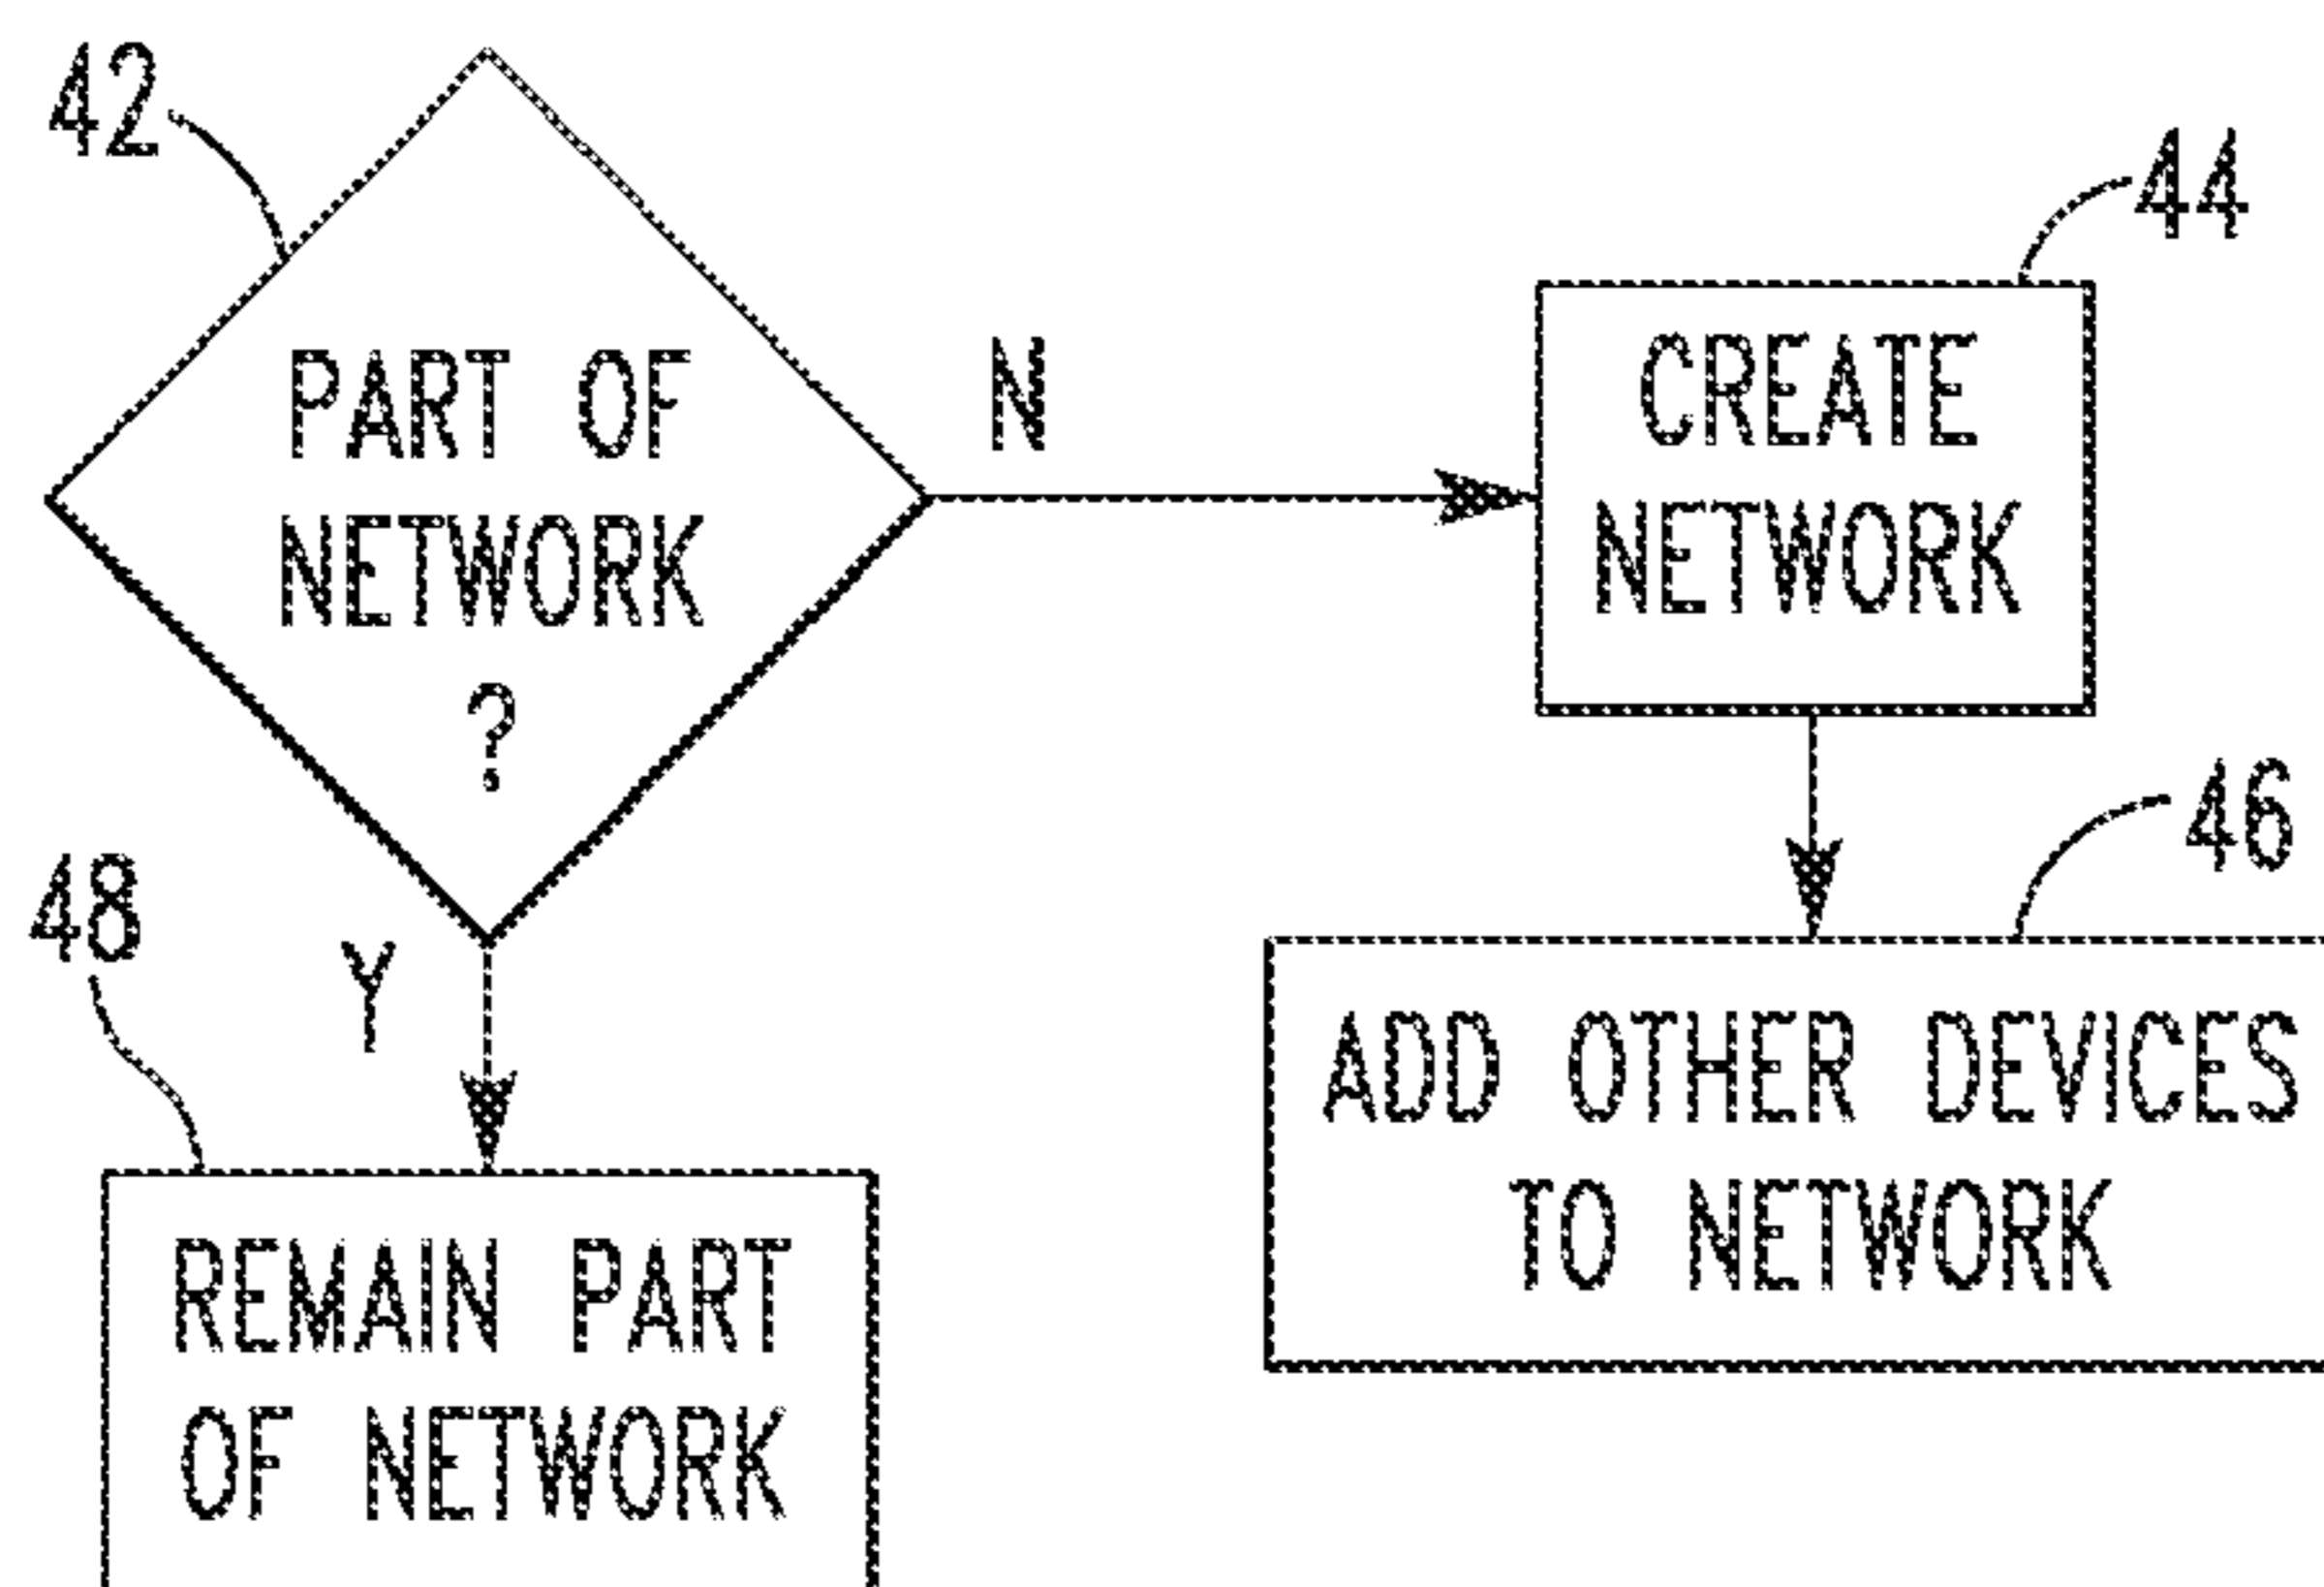 42
PART OF
NETWORK
?
N
44
CREATE
NETWORK
46
ADD OTHER DEVICES
TO NETWORK
48
Y
REMAIN PART
OF NETWORK